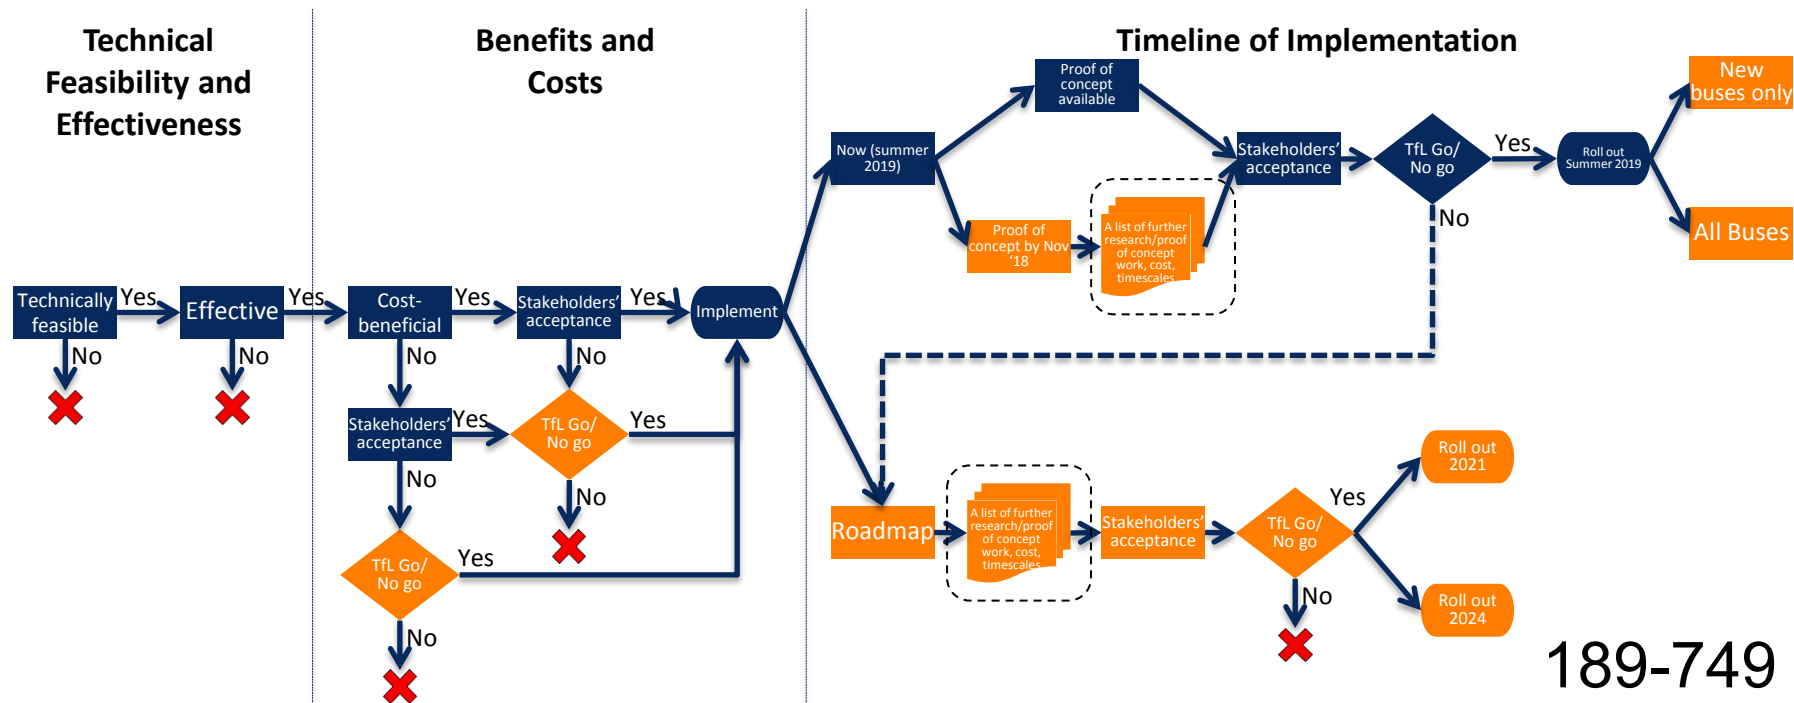 Technical
Feasibility and
Effectiveness
Benefits and
Costs
Timeline of Implementation
Technically
feasible
Yes
No
Effective
Yes
No
Cost-
beneficial
Yes
No
Stakeholders'
acceptance
Yes
No
Stakeholders'
acceptance
Yes
No
TfL Go/
No go
Yes
No
TfL Go/
No go
Yes
No
Implement
Now (summer
2019)
Proof of
concept
available
Proof of
concept by Nov
'18
A list of further
research/proof
of concept
work, cost,
timescales
Stakeholders'
acceptance
TfL Go/
No go
Yes
No
Roll out
Summer 2019
New
buses only
All Buses
Roadmap
A list of further
research/proof
of concept
work, cost,
timescales
Stakeholders'
acceptance
TfL Go/
No go
Yes
No
Roll out
2021
Roll out
2024
189-749